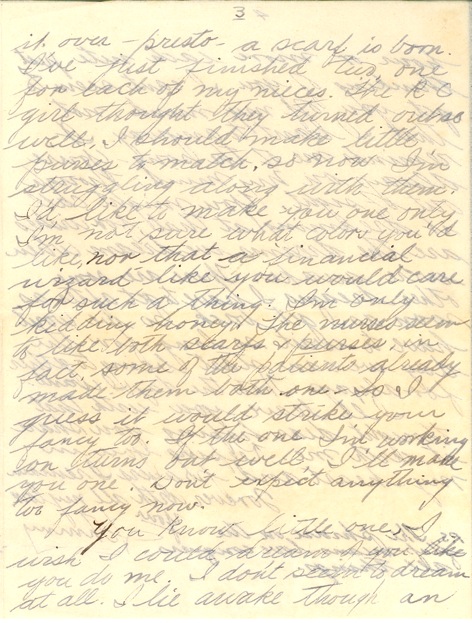 3
it over - presto - a scarf is born.
I've just finished two, one
for each of my nieces. The R C
girl thought they turned out so
well, I should make little
purses to match, so now I'm
struggling along with them.
I'd like to make you one only
I'm not sure what colors you'd
like nor that a financial
wizard like you would care
for such a thing. I'm only
kidding honey. The nurses seem
to like both scarfs & purses, in
fact some of the patients already
made them both one. So I
guess it would strike your
fancy too. If the one I'm working
on turns out well I'll make
you one. Don't expect anything
too fancy now.
You know little one, I
wish I could dream of you like
you do me. I don't seem to dream
at all. I lie awake though an